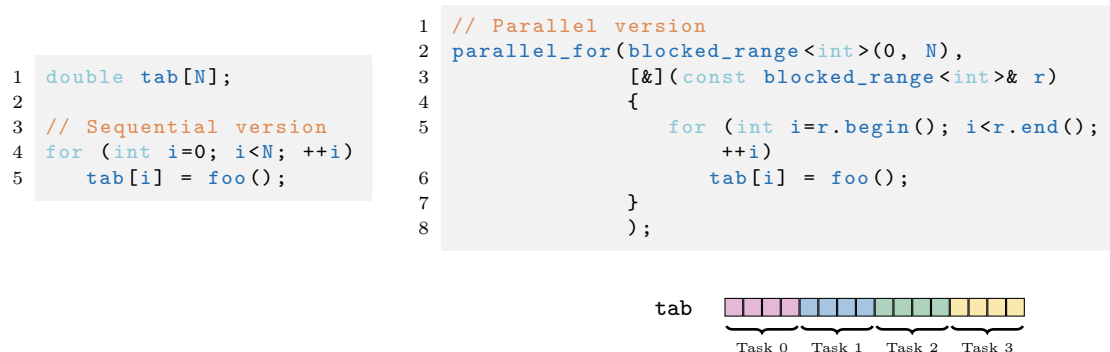 1 double tab[N];
2
3 // Sequential version
4 for (int i=0; i<N; ++i)
5 tab[i] = foo();
1 // Parallel version
2 parallel_for(blocked_range<int>(0, N),
3 [&](const blocked_range<int>& r)
4 {
5 for (int i=r.begin(); i<r.end();
++i)
6 tab[i] = foo();
7 }
8 );
tab
Task 0 Task 1 Task 2 Task 3